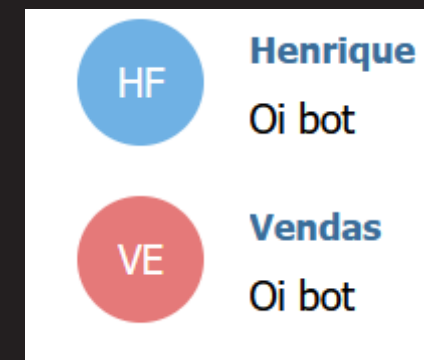 HF
Henrique
Oi bot
VE
Vendas
Oi bot